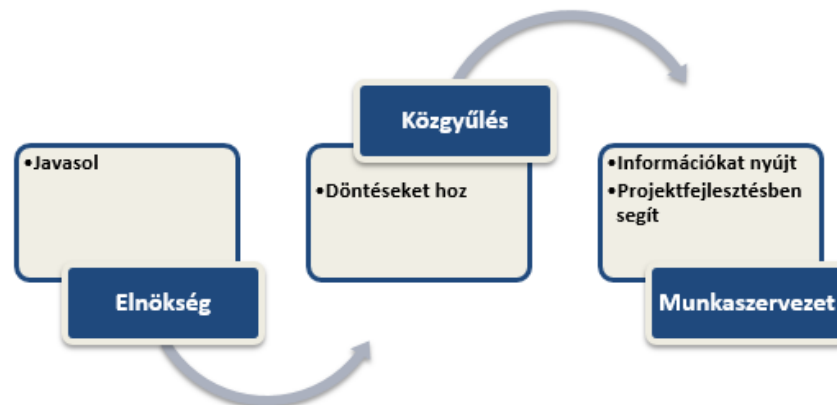 •Javasol
Elnökség
Közgyűlés
•Döntéseket hoz
•Információkat nyújt
•Projektfejlesztésben
segít
Munkaszervezet